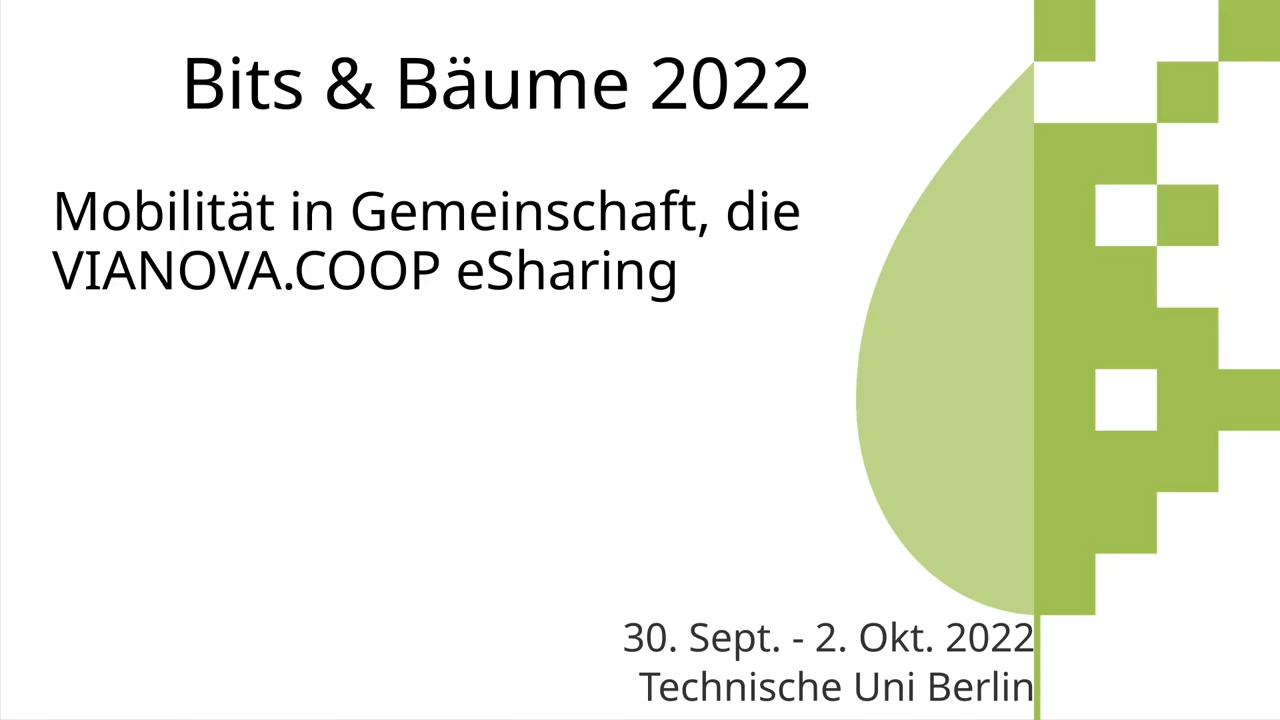 Bits & Bäume 2022
Mobilität in Gemeinschaft, die
VIANOVA.COOP eSharing
30. Sept. - 2. Okt. 2022
Technische Uni Berlin